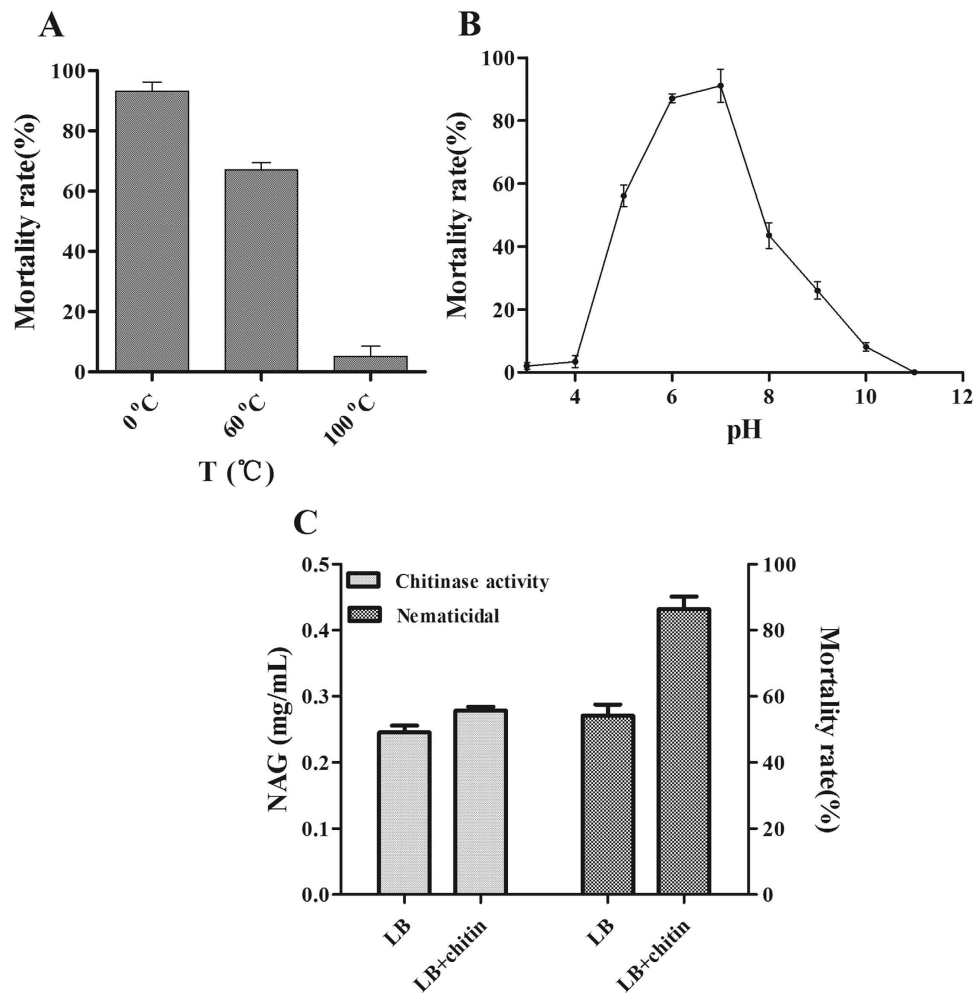 A
Mortality rate(%)
100
80
60
40
20
0
0 °C
60 °C
100 °C
T (℃)
B
Mortality rate(%)
100
80
60
40
20
0
4
6
8
10
12
pH
C
NAG (mg/mL)
0.5
0.4
0.3
0.2
0.1
0.0
Chitinase activity
Nematicidal
100
80
60
40
20
0
Mortality rate(%)
LB
LB+chitin
LB
LB+chitin